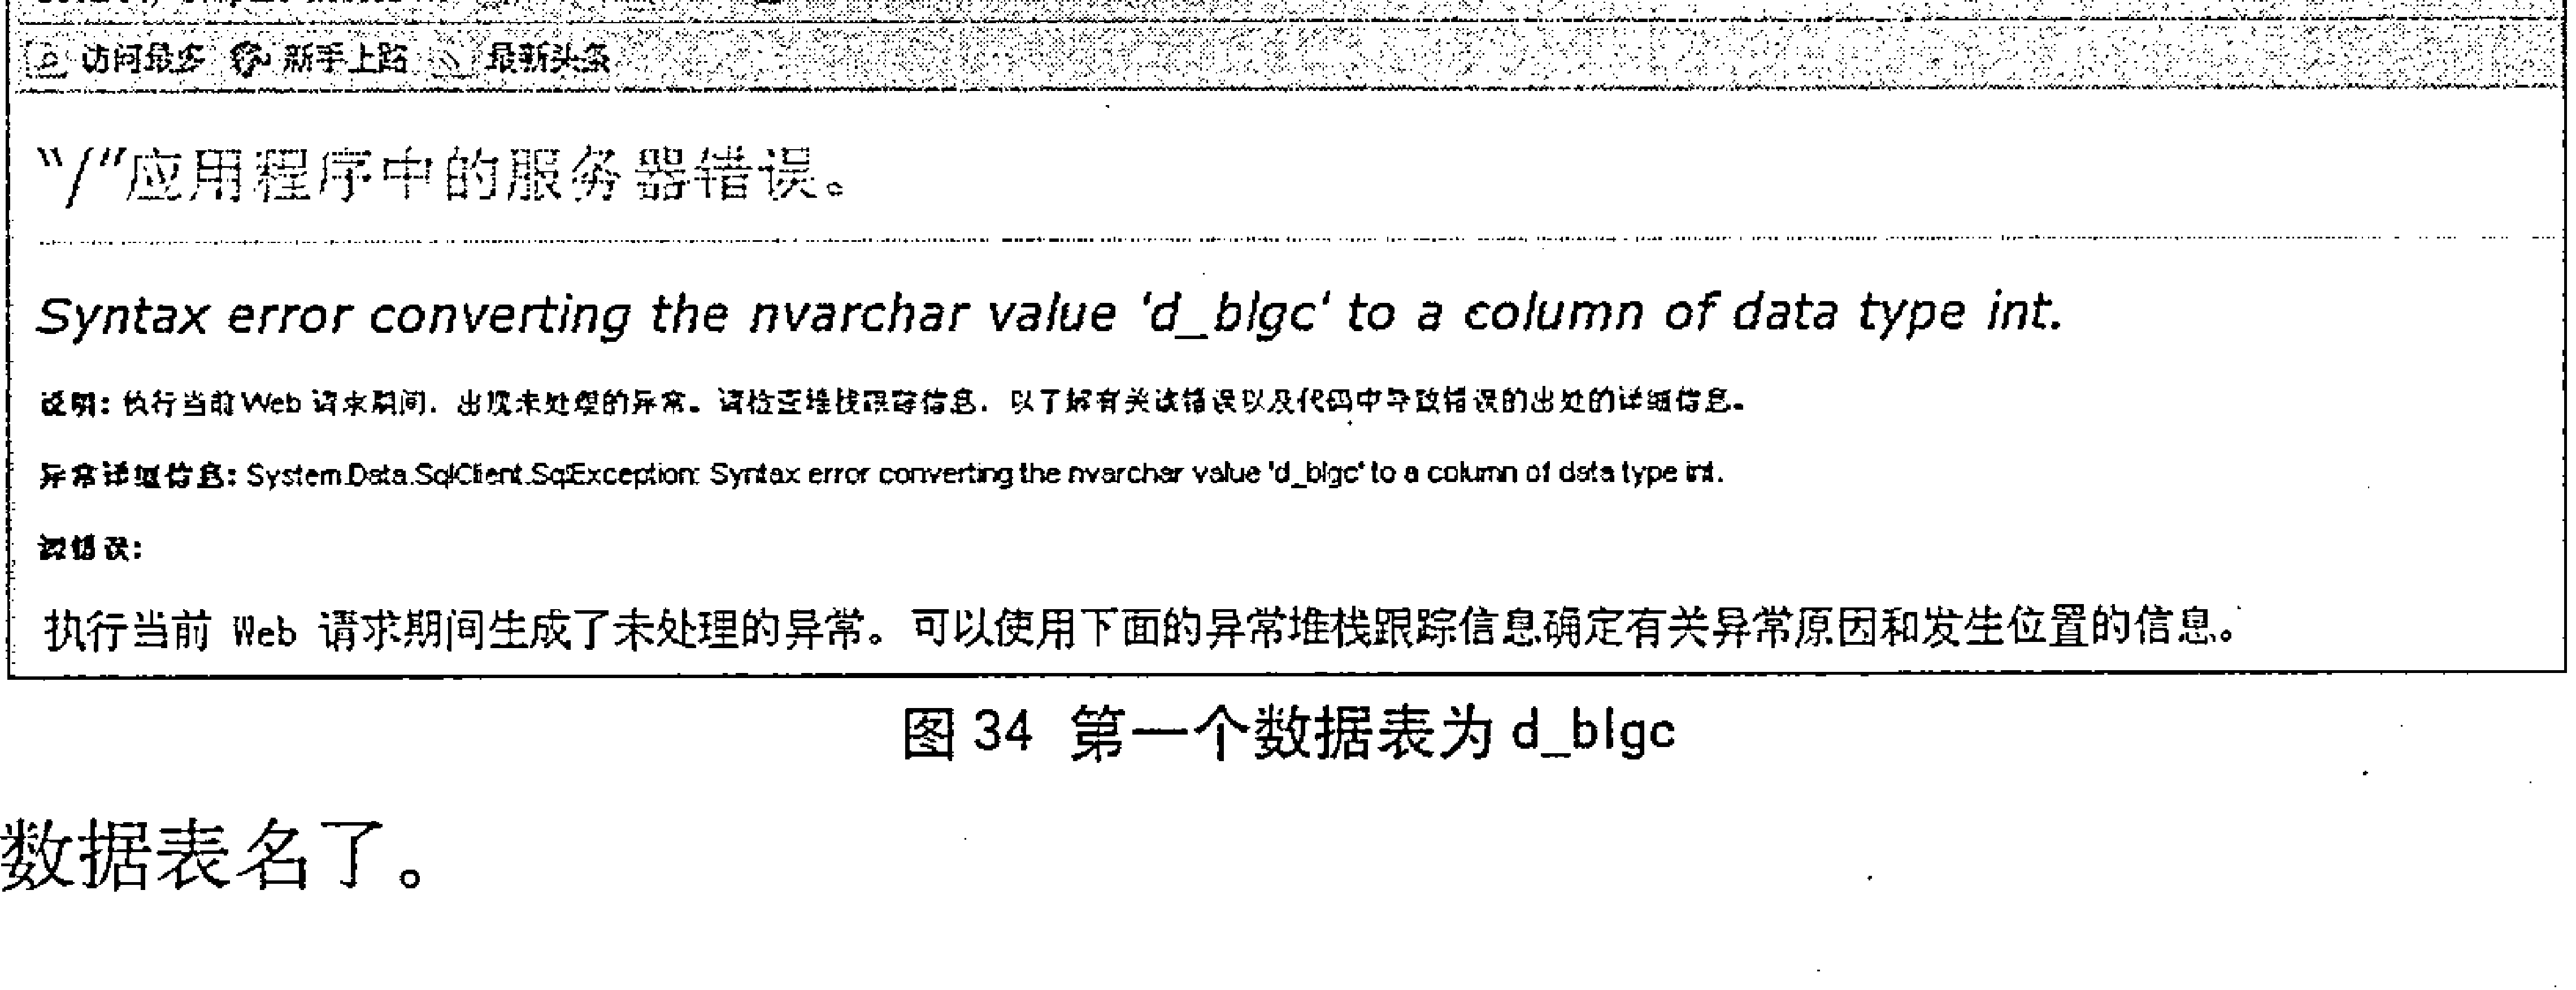 访问最多 新手上路 最新头条
“/”应用程序中的服务器错误。
Syntax error converting the nvarchar value 'd_blgc' to a column of data type int.
说明: 执行当前 Web 请求期间，出现未处理的异常。请检查堆栈跟踪信息，以了解有关该错误以及代码中导致错误的出处的详细信息。
异常详细信息: System.Data.SqlClient.SqlException: Syntax error converting the nvarchar value 'd_blgc' to a column of data type int.
源错误:
执行当前 Web 请求期间生成了未处理的异常。可以使用下面的异常堆栈跟踪信息确定有关异常原因和发生位置的信息。
图 34 第一个数据表为 d_blgc
数据表名了。